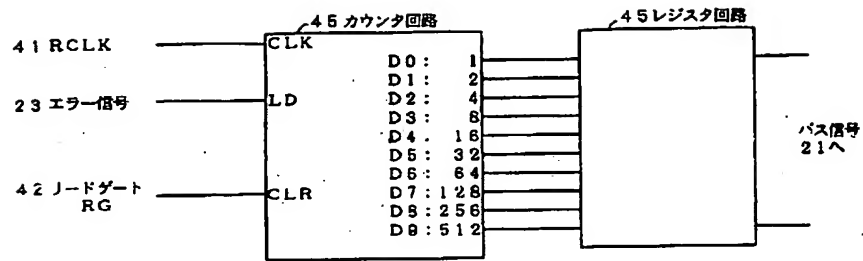 45 カウンタ回路
45 レジスタ回路
41 RCLK
CLK
23 エラー信号
LD
42 リードゲート
RG
CLR
D0: 1
D1: 2
D2: 4
D3: 8
D4. 16
D5: 32
D6: 64
D7: 128
D8: 256
D9: 512
バス信号
21へ